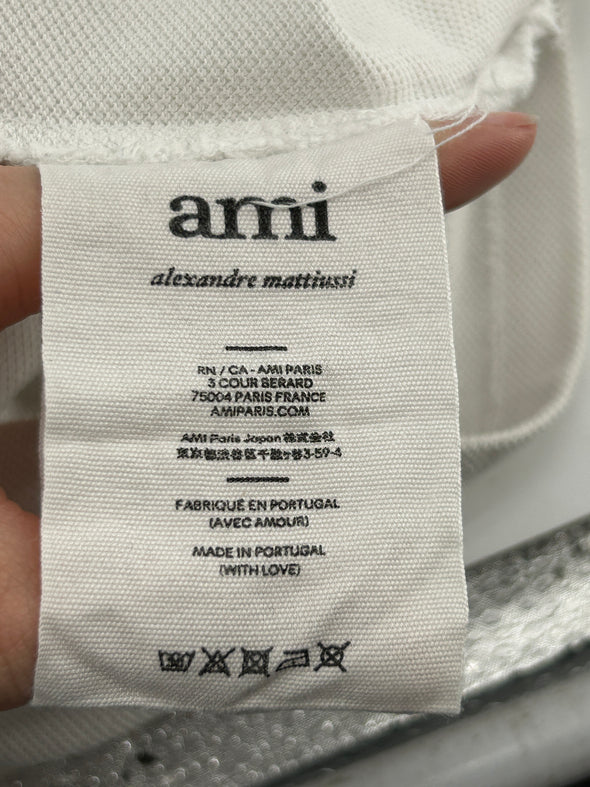 ami
alexandre mattiussi
RN / CA - AMI PARIS
3 COUR BERARD
75004 PARIS FRANCE
AMIPARIS.COM
AMI Paris Japan 株式会社
東京都渋谷区千駄ヶ谷3-59-4
FABRIQUÉ EN PORTUGAL
(AVEC AMOUR)
MADE IN PORTUGAL
(WITH LOVE)